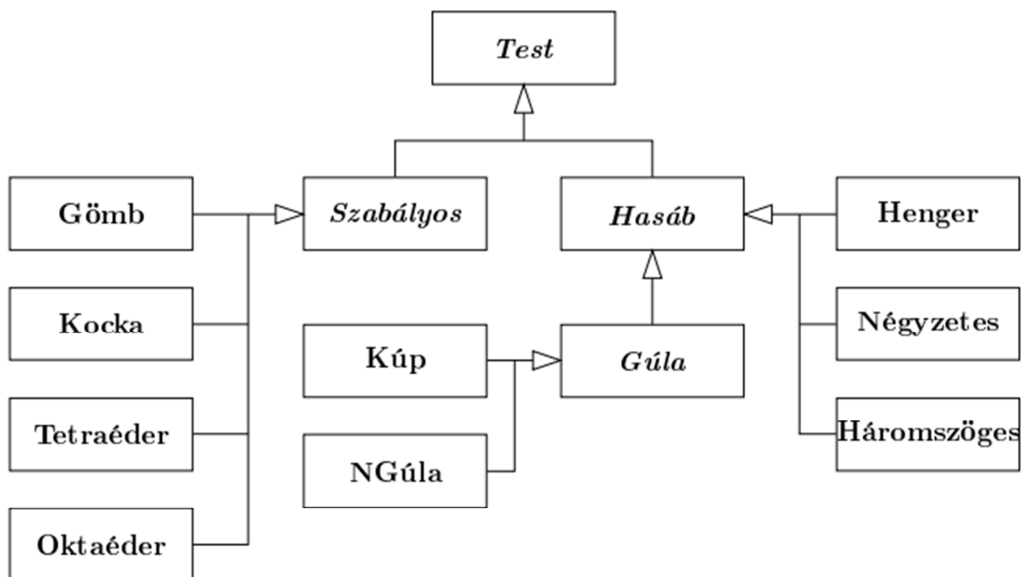 Test
Gömb
Szabályos
Hasáb
Henger
Kocka
Négyzetes
Kúp
Gúla
Tetraéder
Háromszöges
NGúla
Oktaéder